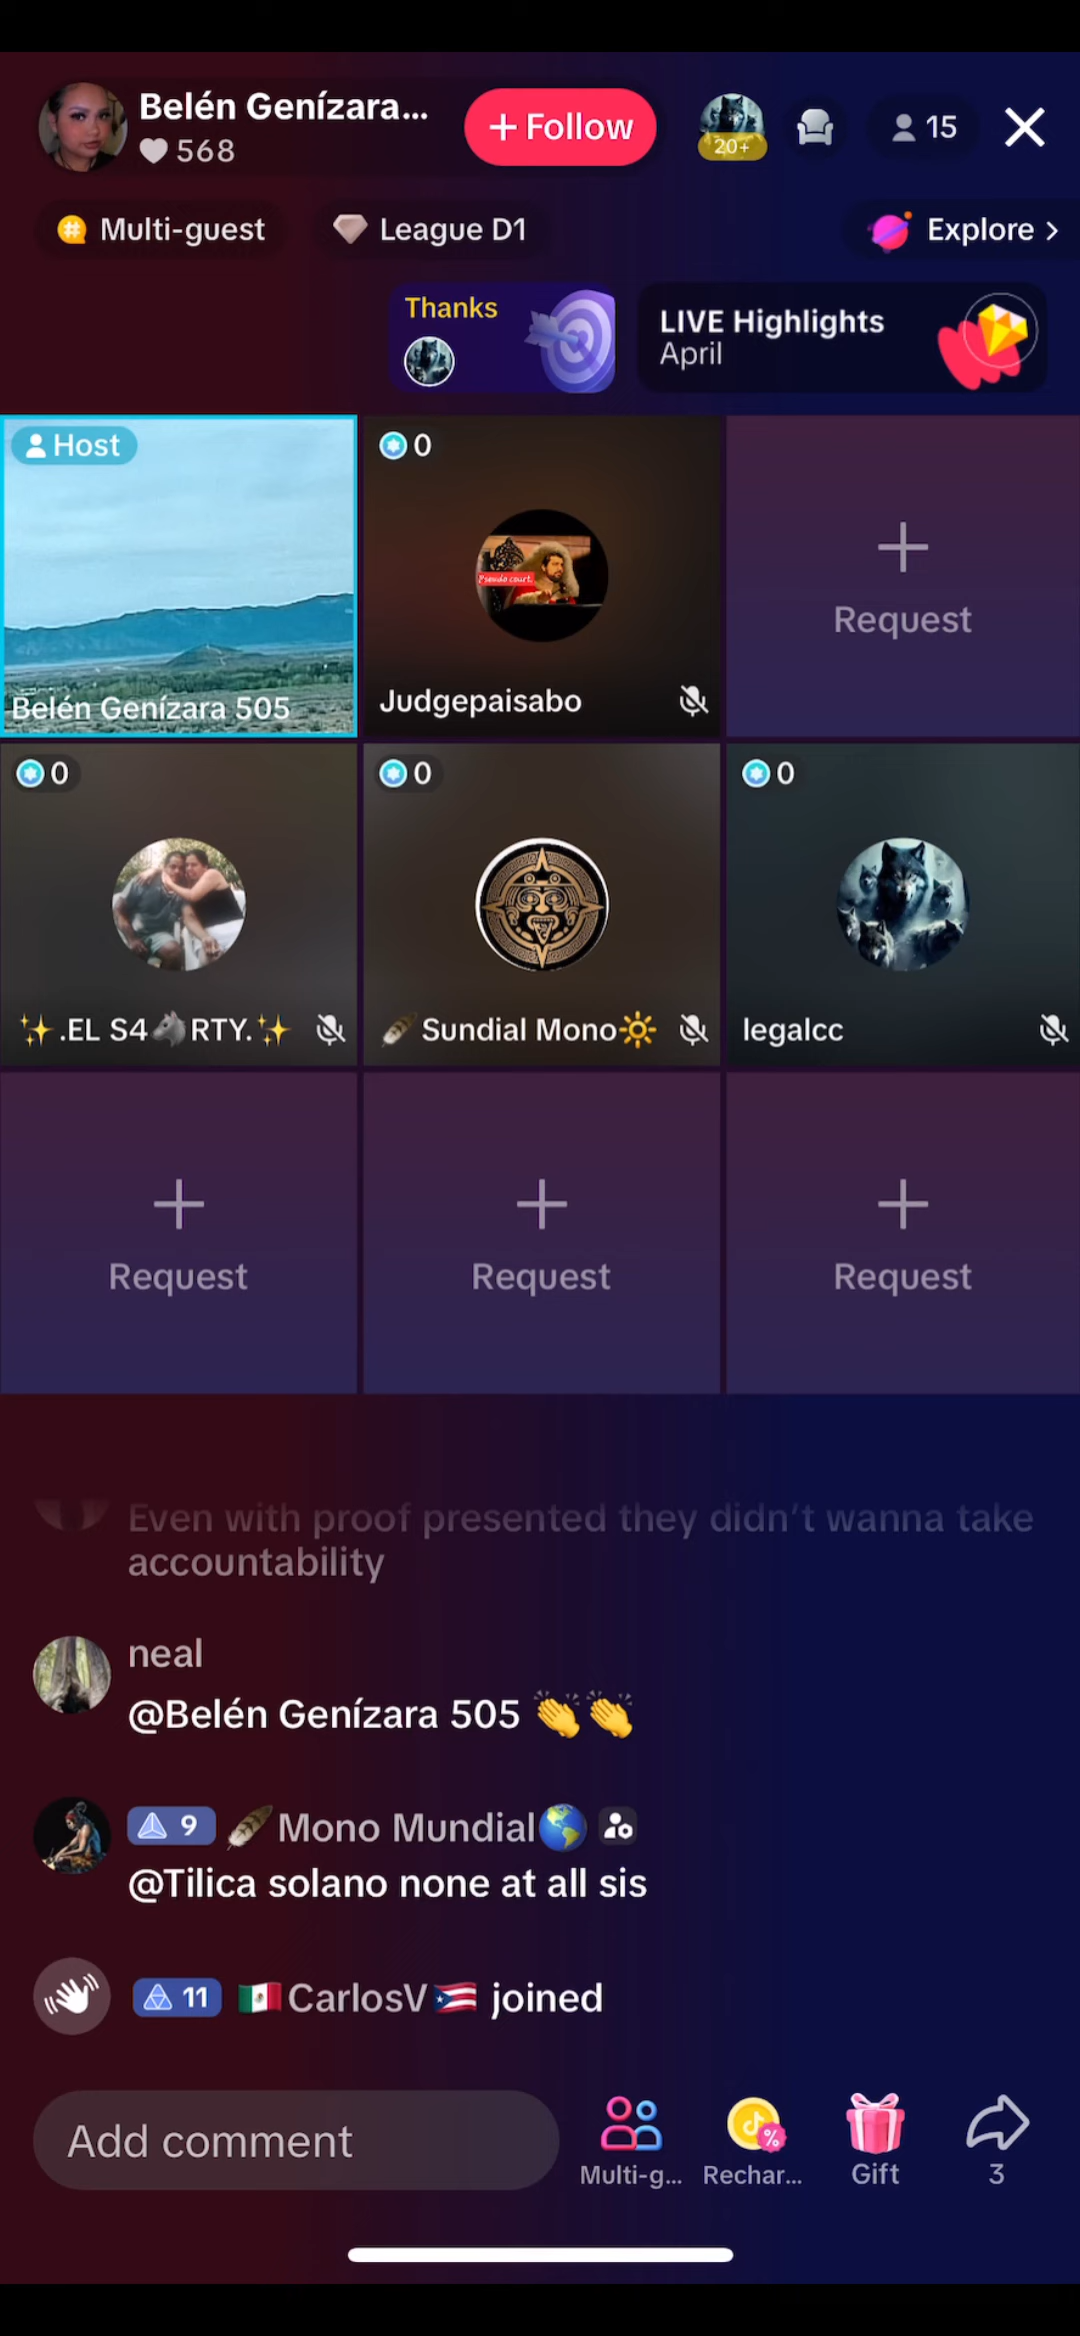 Belén Genízara...
568
+ Follow
20+
15
Multi-guest
League D1
Explore >
Thanks
LIVE Highlights
April
Host
Belén Genízara 505
0
Pseudo court
Judgepaisabo
Request
0
✨.EL S4🐴RTY.✨
0
🪶Sundial Mono🔆
0
legalcc
Request
Request
Request
Even with proof presented they didn't wanna take
accountability
neal
@Belén Genízara 505 👏👏
9 🪶Mono Mundial🌎
@Tilica solano none at all sis
11 🇲🇽CarlosV🇵🇷 joined
Add comment
Multi-g...
Rechar...
Gift
3